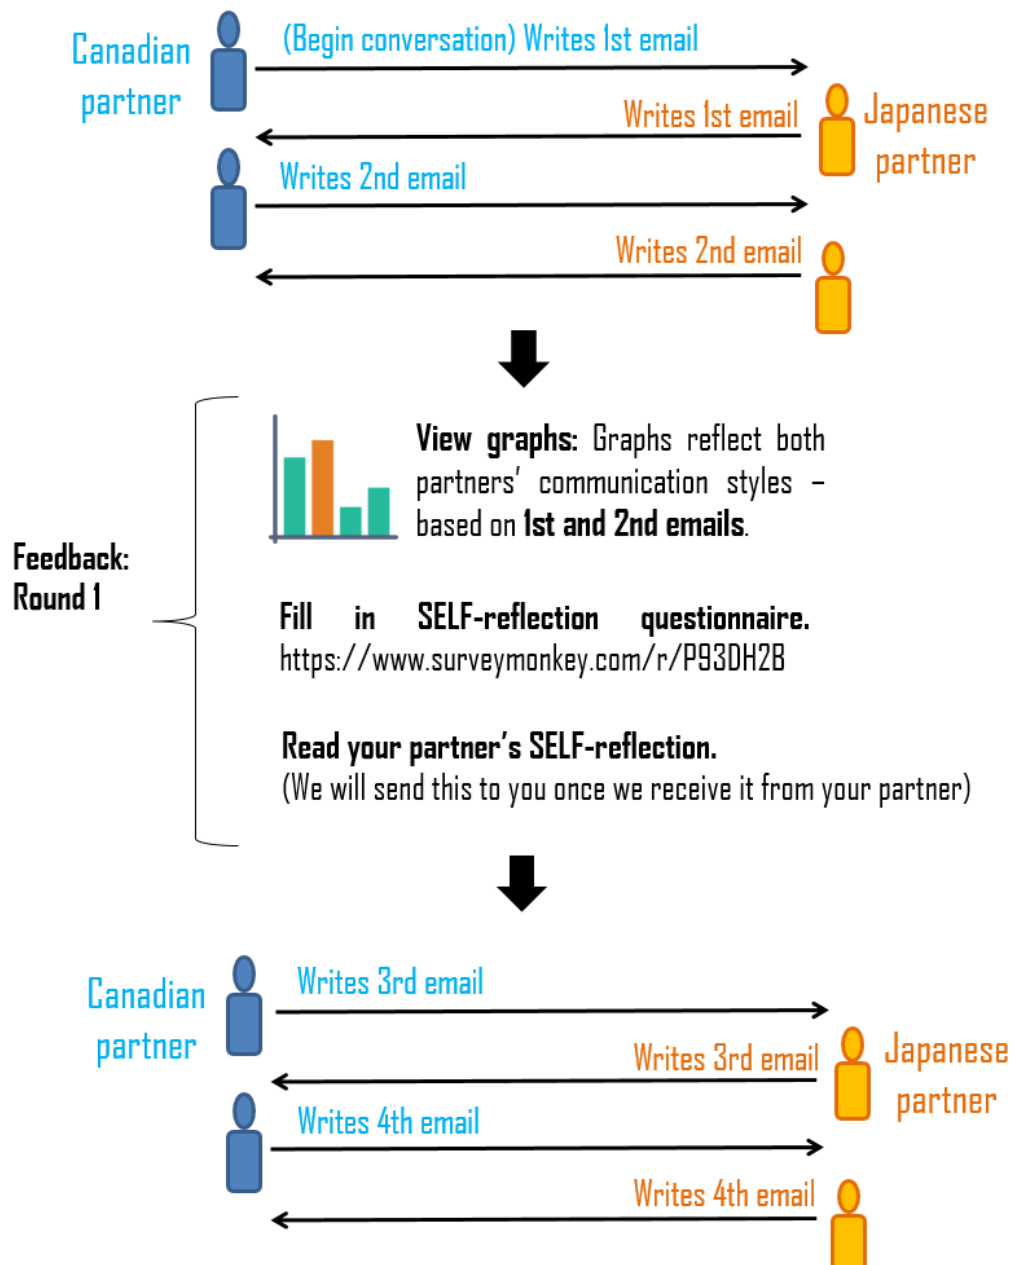 Canadian
partner
(Begin conversation) Writes 1st email
Writes 1st email
Japanese
partner
Writes 2nd email
Writes 2nd email
View graphs: Graphs reflect both
partners' communication styles –
based on 1st and 2nd emails.
Feedback:
Round 1
Fill in SELF-reflection questionnaire.
https://www.surveymonkey.com/r/P93DH2B
Read your partner's SELF-reflection.
(We will send this to you once we receive it from your partner)
Canadian
partner
Writes 3rd email
Writes 3rd email
Japanese
partner
Writes 4th email
Writes 4th email